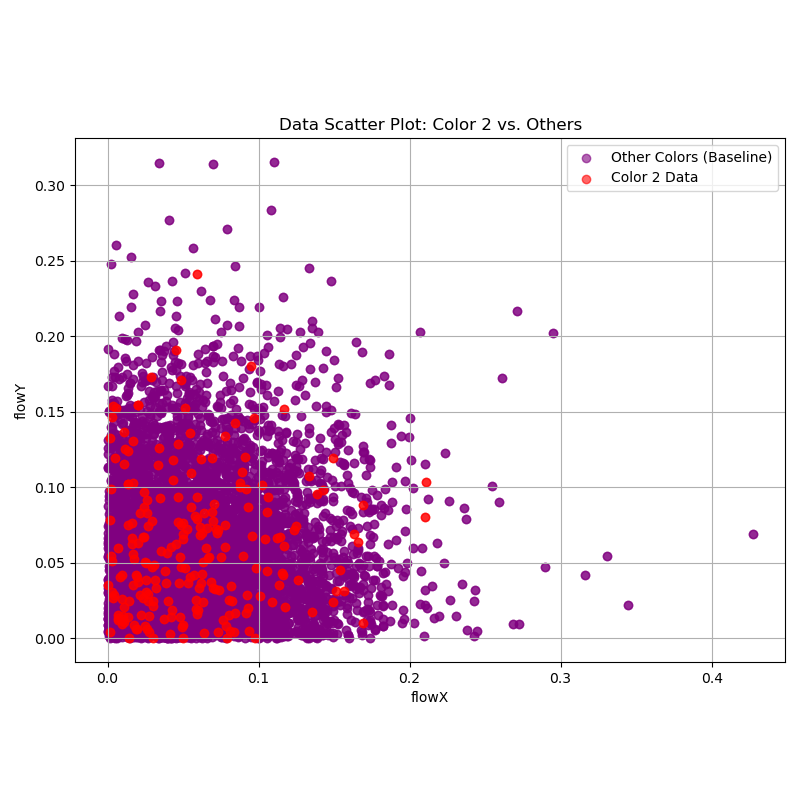 Data Scatter Plot: Color 2 vs. Others
Other Colors (Baseline)
Color 2 Data
flowY
0.30
0.25
0.20
0.15
0.10
0.05
0.00
0.0 0.1 0.2 0.3 0.4
flowX